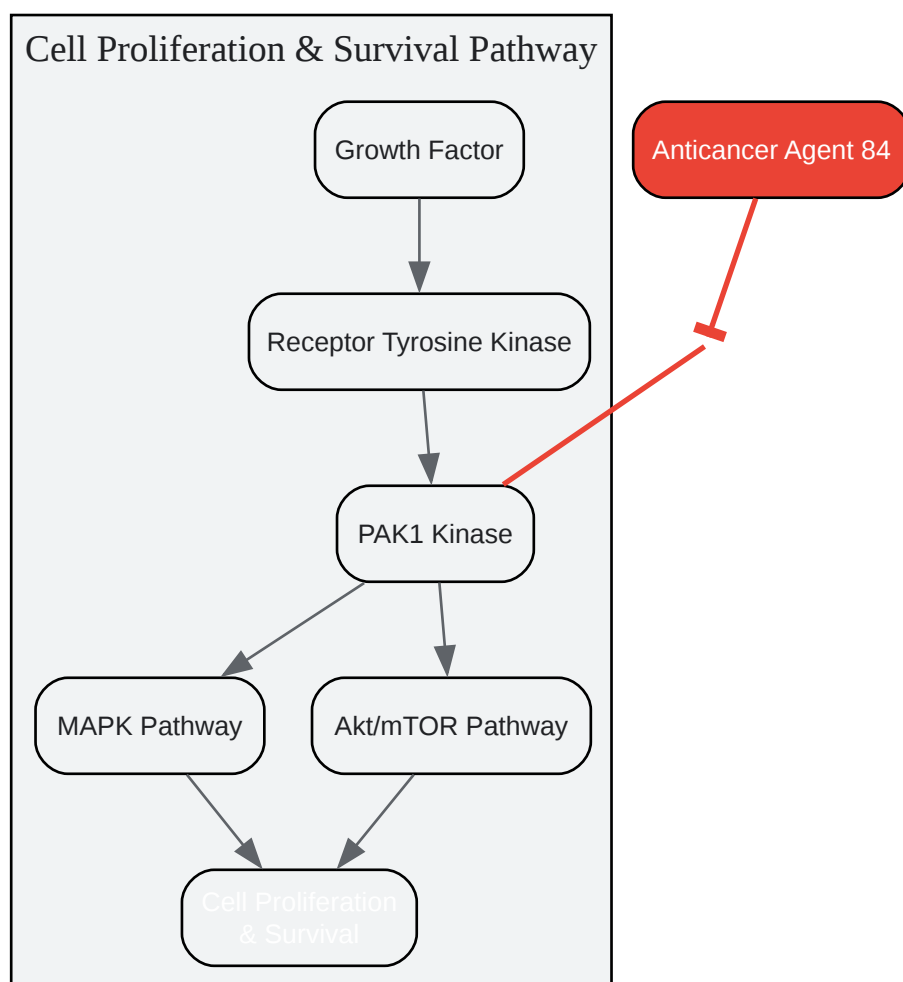 Cell Proliferation & Survival Pathway
Growth Factor
Anticancer Agent 84
Receptor Tyrosine Kinase
PAK1 Kinase
MAPK Pathway
Akt/mTOR Pathway
Cell Proliferation
& Survival